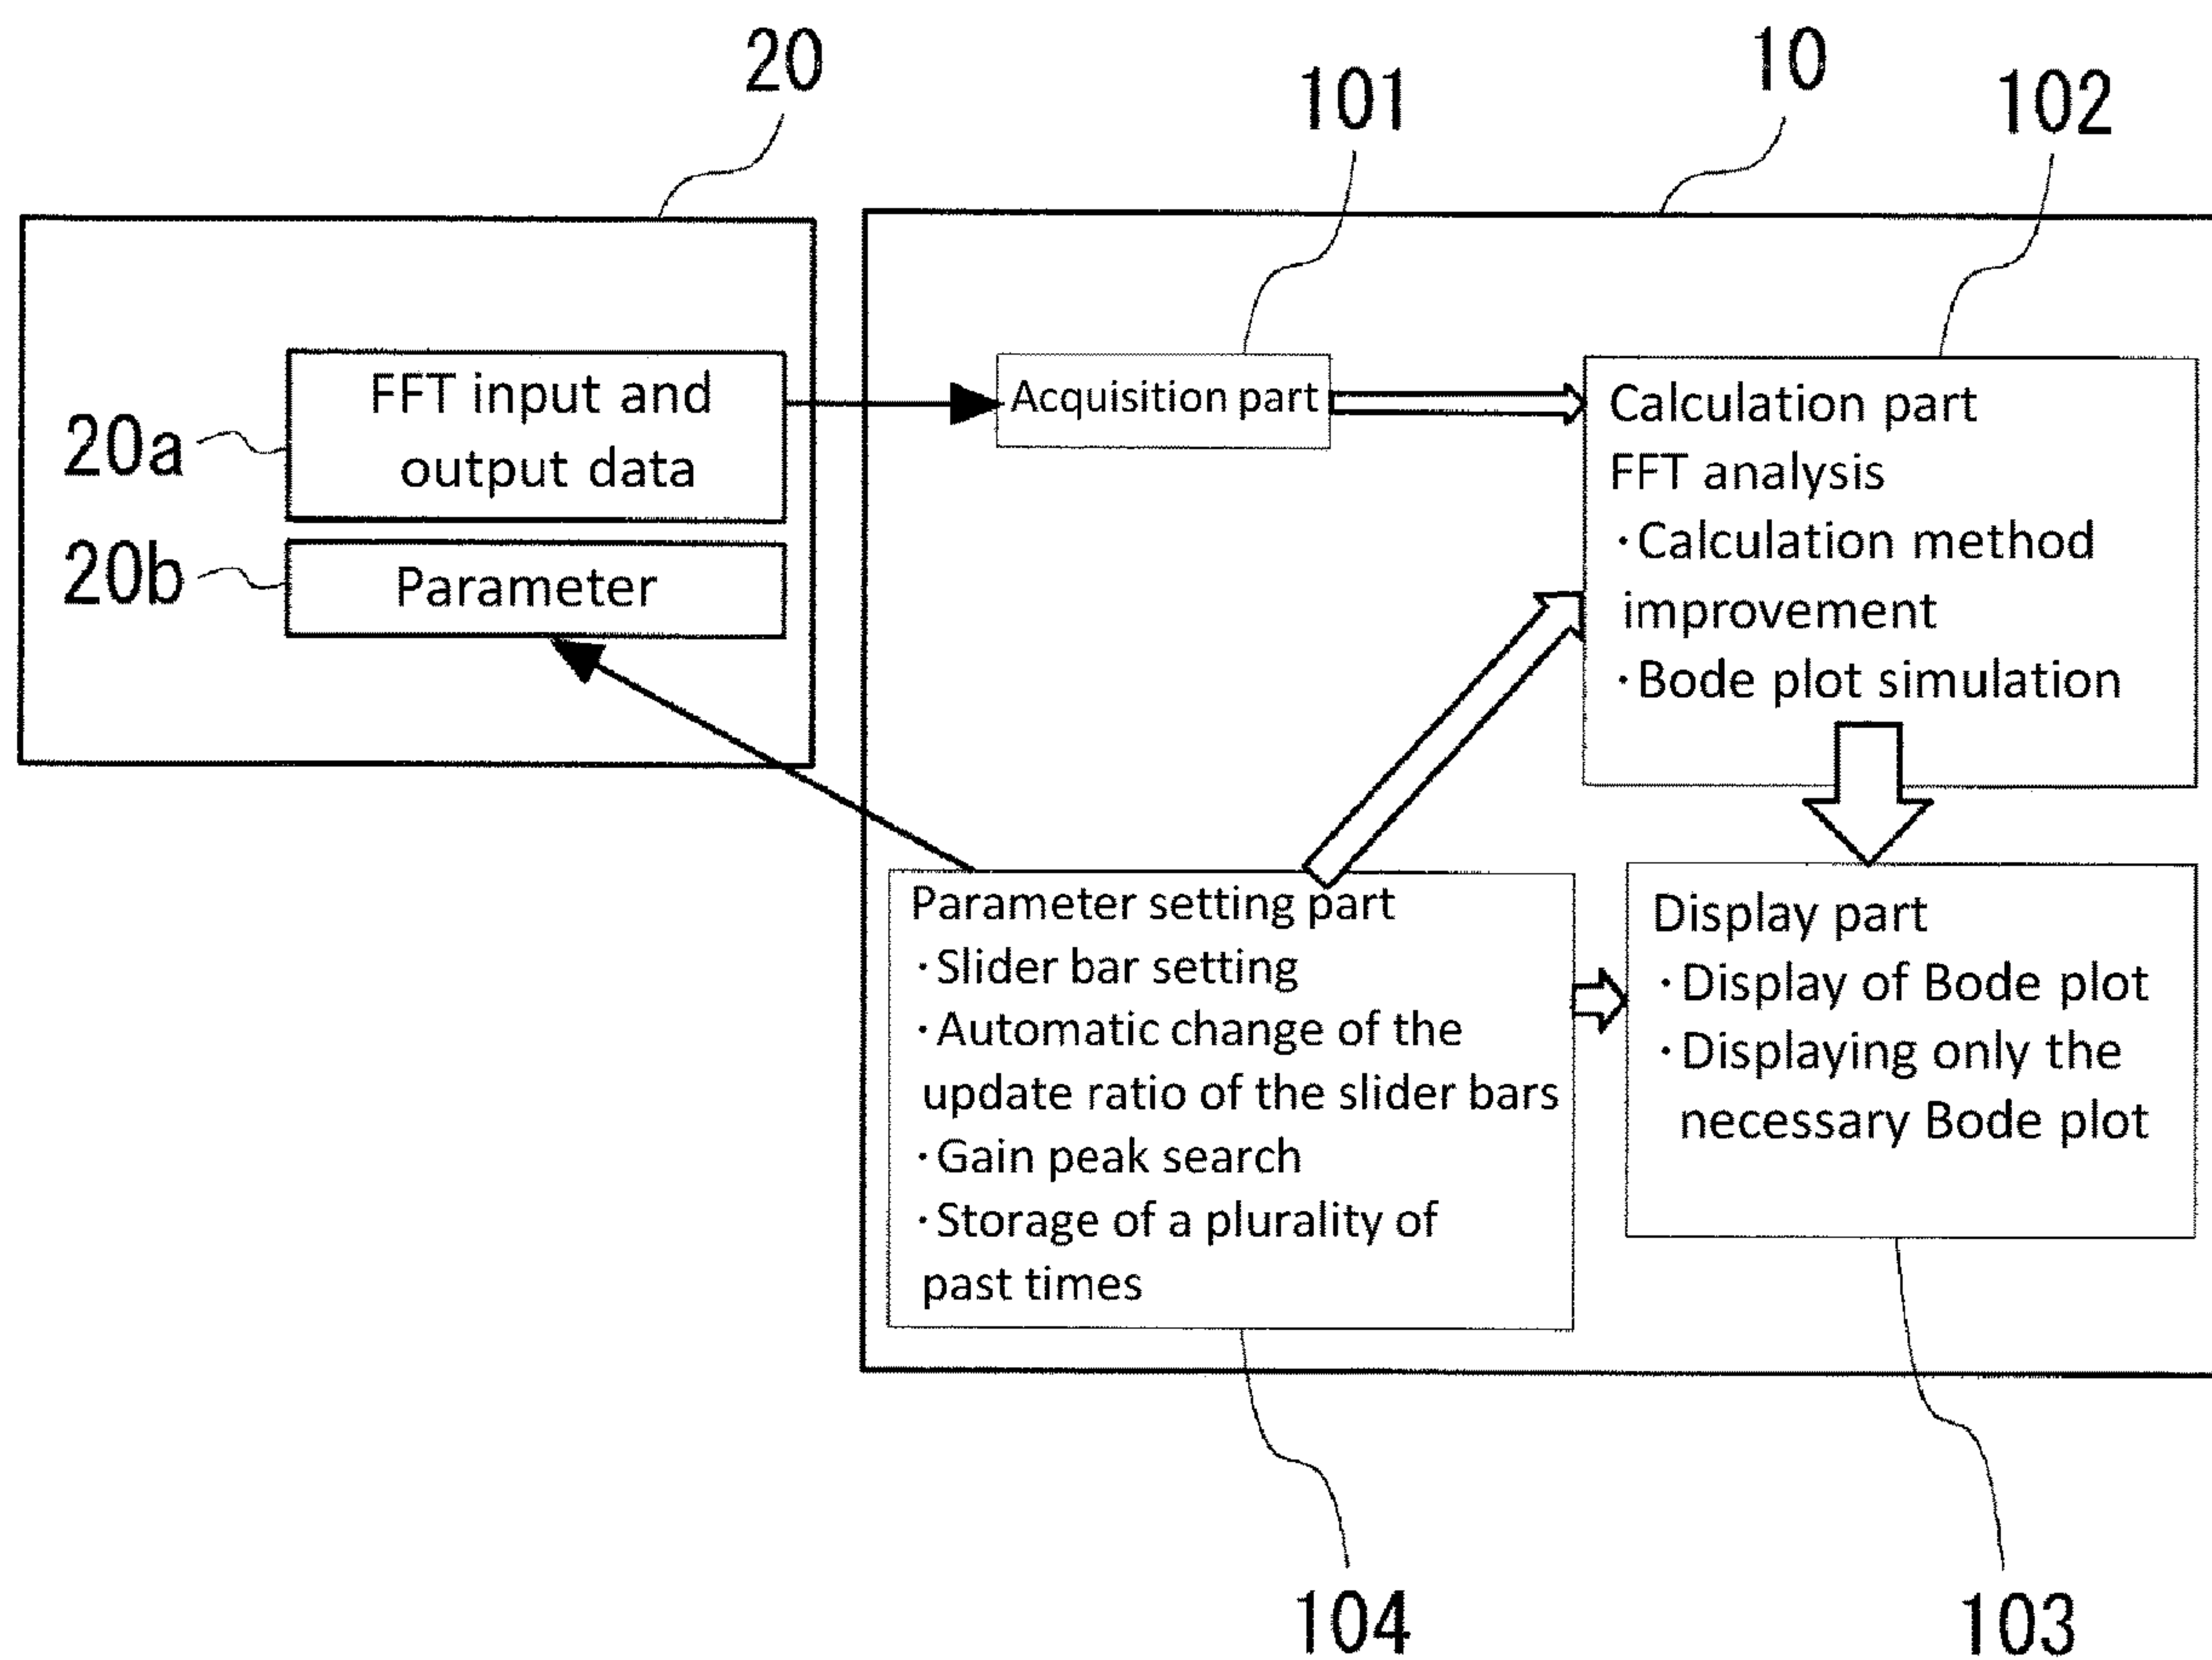 20
101
10
102
FFT input and
output data
20a
20b
Parameter
Acquisition part
Calculation part
FFT analysis
・Calculation method
improvement
・Bode plot simulation
Parameter setting part
・Slider bar setting
・Automatic change of the
update ratio of the slider bars
・Gain peak search
・Storage of a plurality of
past times
Display part
・Display of Bode plot
・Displaying only the
necessary Bode plot
104
103